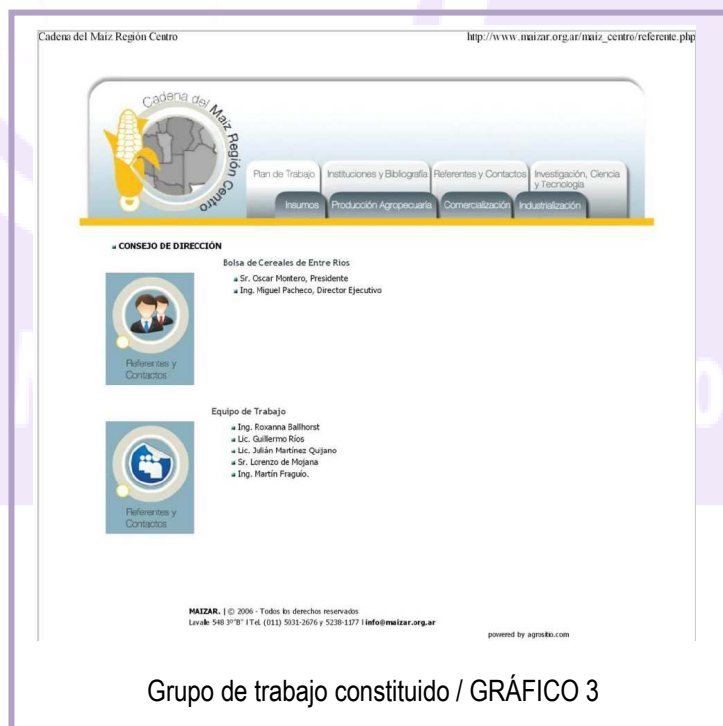 Cadena del Maíz Región Centro
http://www.maizar.org.ar/maiz_centro/referente.php
Cadena del Maíz Región Centro
Plan de Trabajo
Instituciones y Bibliografía
Referentes y Contactos
Investigación, Ciencia
y Tecnología
Insumos
Producción Agropecuaria
Comercialización
Industrialización
CONSEJO DE DIRECCIÓN
Bolsa de Cereales de Entre Rios
Sr. Oscar Montero, Presidente
Ing. Miguel Pacheco, Director Ejecutivo
Referentes y
Contactos
Equipo de Trabajo
Ing. Roxanna Ballhorst
Lic. Guillermo Ríos
Lic. Julián Martínez Quijano
Sr. Lorenzo de Mojana
Ing. Martín Fraguío.
Referentes y
Contactos
MAIZAR. | © 2006 - Todos los derechos reservados
Lavalle 548 3º"B" | Tel. (011) 5031-2676 y 5238-1177 | info@maizar.org.ar
powered by agrositio.com
Grupo de trabajo constituido / GRÁFICO 3